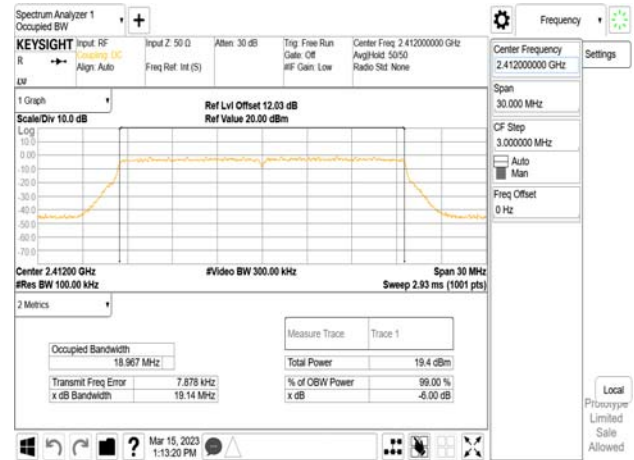 Spectrum Analyzer 1
Occupied BW
Frequency
KEYSIGHT
R
LXI
Input: RF
Coupling: DC
Align: Auto
Input Z: 50 Ω
Freq Ref: Int (S)
Atten: 30 dB
Trig: Free Run
Gate: Off
#IF Gain: Low
Center Freq: 2.412000000 GHz
Avg|Hold: 50/50
Radio Std: None
Center Frequency
2.412000000 GHz
Settings
Span
30.000 MHz
CF Step
3.000000 MHz
Auto
Man
Freq Offset
0 Hz
1 Graph
Scale/Div 10.0 dB
Ref Lvl Offset 12.03 dB
Ref Value 20.00 dBm
Log
10.0
0.00
-10.0
-20.0
-30.0
-40.0
-50.0
-60.0
-70.0
Center 2.41200 GHz
#Res BW 100.00 kHz
#Video BW 300.00 kHz
Span 30 MHz
Sweep 2.93 ms (1001 pts)
2 Metrics
Measure Trace Trace 1
Occupied Bandwidth
18.967 MHz
Total Power 19.4 dBm
Transmit Freq Error 7.878 kHz
% of OBW Power 99.00 %
x dB Bandwidth 19.14 MHz
x dB -6.00 dB
Local
Prototype
Limited
Sale
Allowed
?
Mar 15, 2023
1:13:20 PM